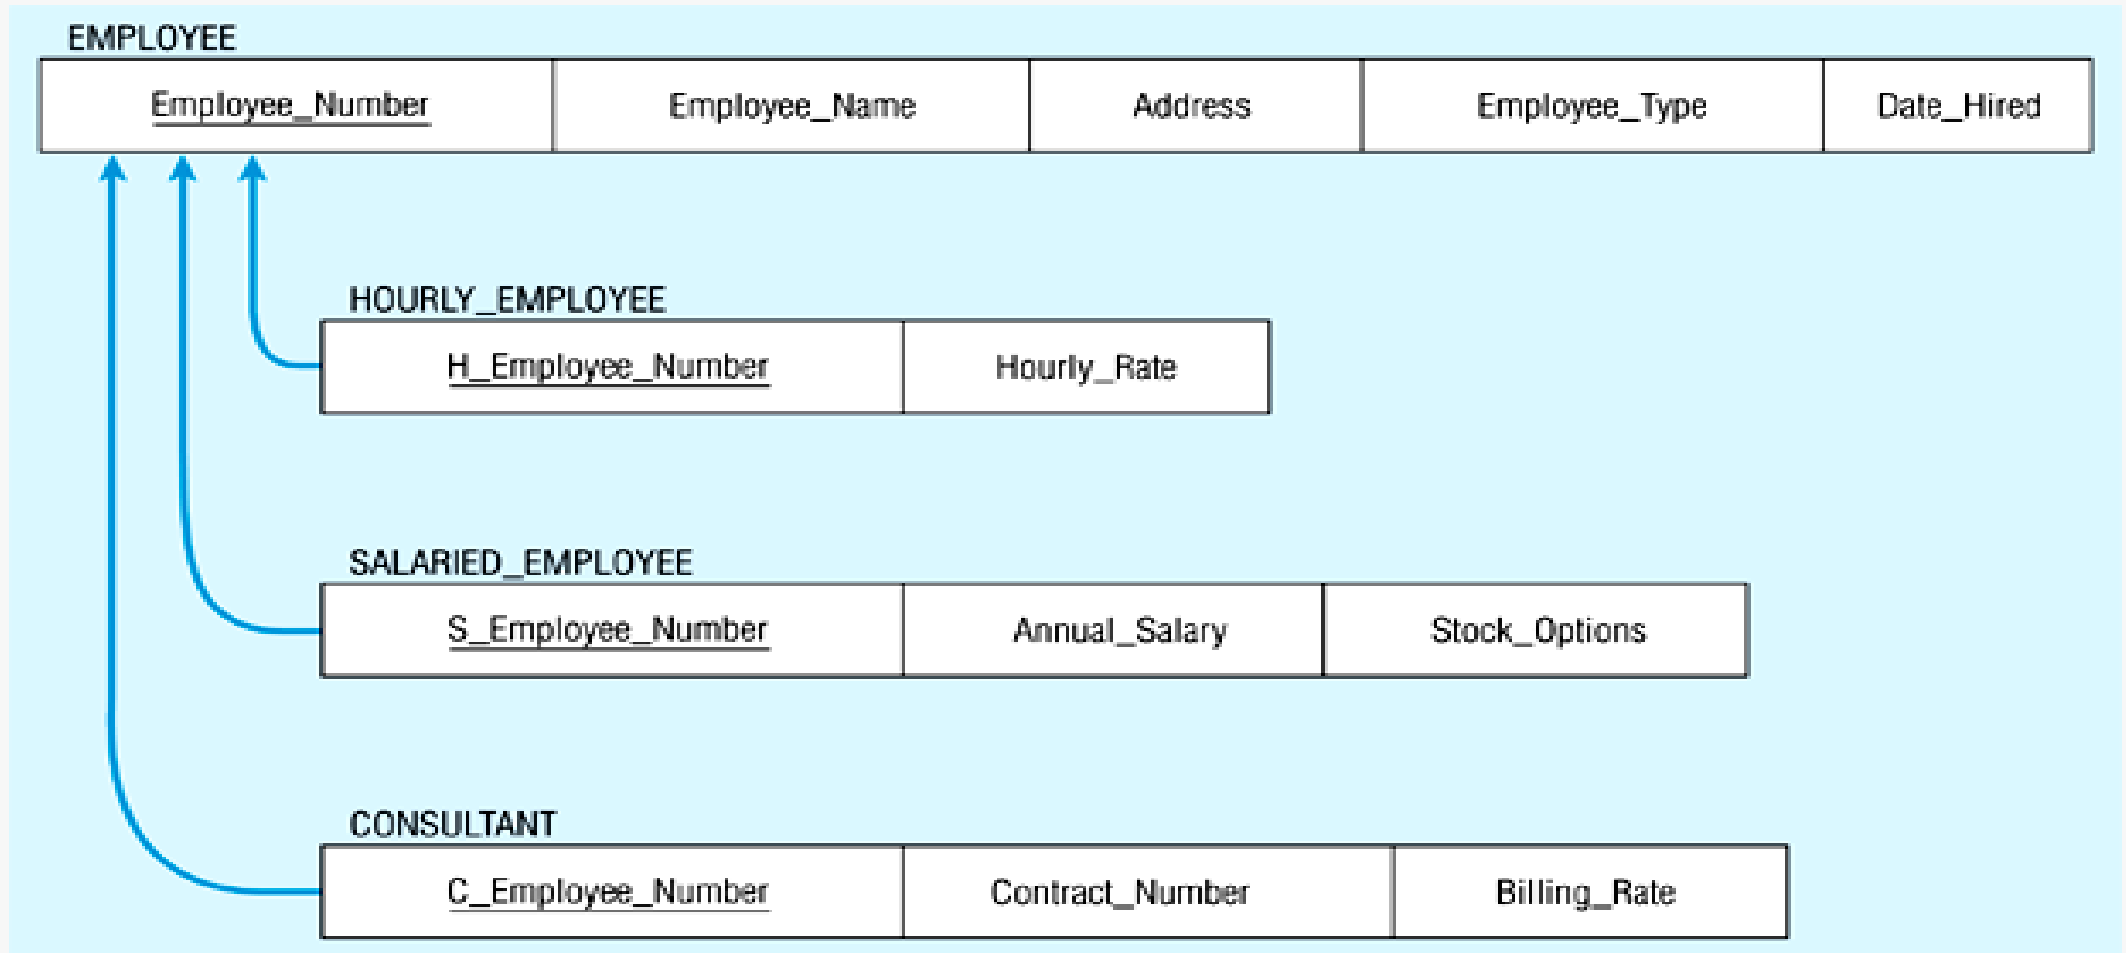 EMPLOYEE
Employee_Number Employee_Name Address Employee_Type Date_Hired
HOURLY_EMPLOYEE
H_Employee_Number Hourly_Rate
SALARIED_EMPLOYEE
S_Employee_Number Annual_Salary Stock_Options
CONSULTANT
C_Employee_Number Contract_Number Billing_Rate